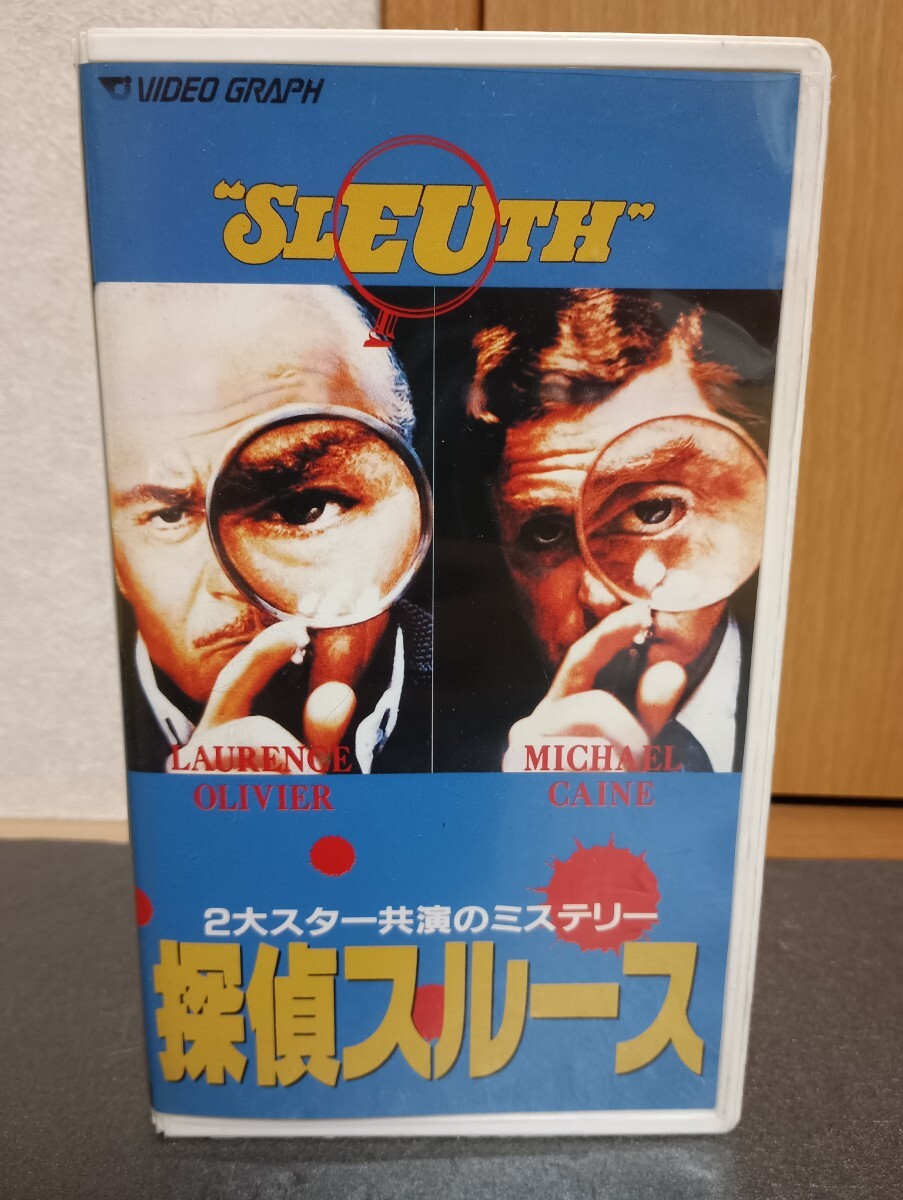 VIDEO GRAPH
"SLEUTH"
LAURENCE
OLIVIER
MICHAEL
CAINE
2大スター共演のミステリー
探偵スルース